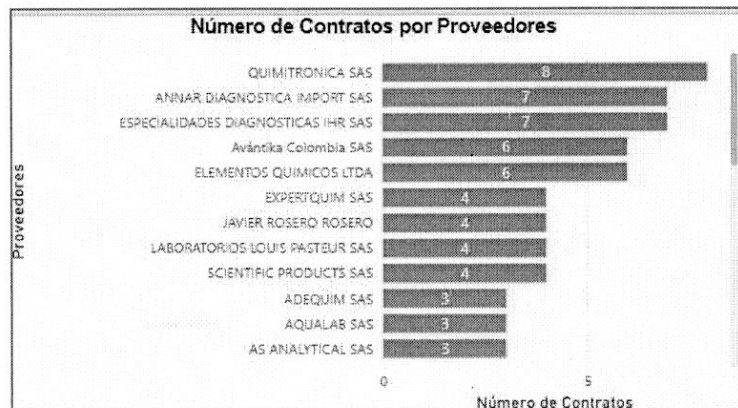 Número de Contratos por Proveedores
Proveedores
QUIMITRONICA SAS 8
ANNAR DIAGNOSTICA IMPORT SAS 7
ESPECIALIDADES DIAGNOSTICAS IHR SAS 7
Avántika Colombia SAS 6
ELEMENTOS QUIMICOS LTDA 6
EXPERTQUIM SAS 4
JAVIER ROSERO ROSERO 4
LABORATORIOS LOUIS PASTEUR SAS 4
SCIENTIFIC PRODUCTS SAS 4
ADEQUIM SAS 3
AQUALAB SAS 3
AS ANALYTICAL SAS 3
0 5
Número de Contratos